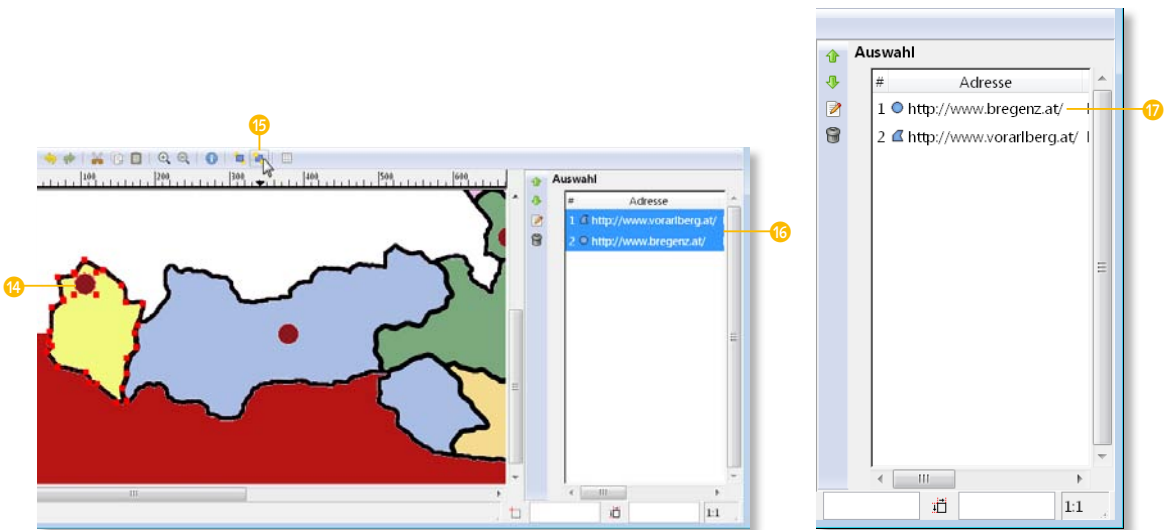 15
100 200 300 400 500 600
14
Auswahl
# Adresse
1 http://www.vorarlberg.at/
2 http://www.bregenz.at/
16
1:1
Auswahl
# Adresse
1 http://www.bregenz.at/
17
2 http://www.vorarlberg.at/
1:1